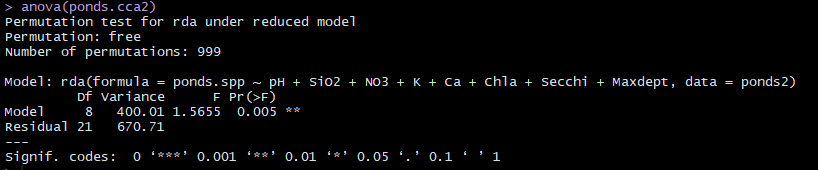 > anova(ponds.cca2)
Permutation test for rda under reduced model
Permutation: free
Number of permutations: 999
Model: rda(formula = ponds.spp ~ pH + SiO2 + NO3 + K + Ca + Chla + Secchi + Maxdept, data = ponds2)
         Df Variance      F Pr(>F)
Model     8   400.01 1.5655  0.005 **
Residual 21   670.71
---
Signif. codes:  0 ‘***’ 0.001 ‘**’ 0.01 ‘*’ 0.05 ‘.’ 0.1 ‘ ’ 1